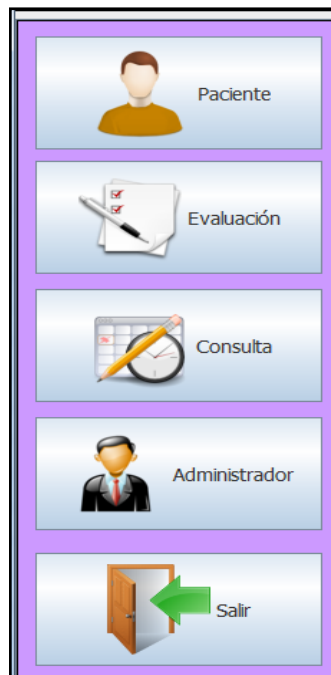 Paciente
Evaluación
Consulta
Administrador
Salir